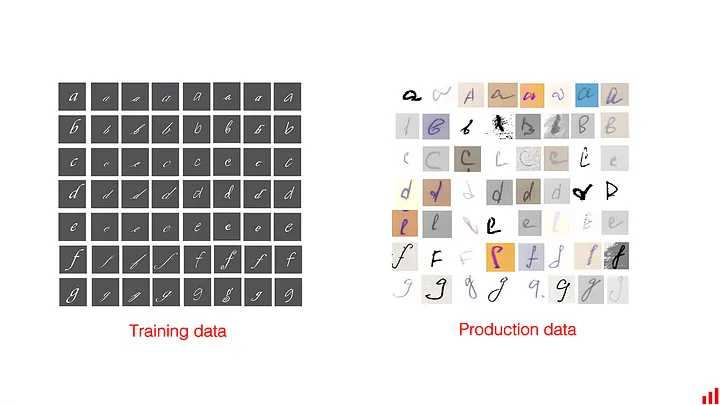 a a a a a a a a
b b b b b b b b
c c c c c c c c
d d d d d d d d
e e e e e e e e
f f f f f f f f
g g g g g g g g
Training data
a a A a a a a a
B b b B B
c C C C C c C c
d d d d d d d D
e e e e e e
f F F f f f f
g g g g g g g g
Production data